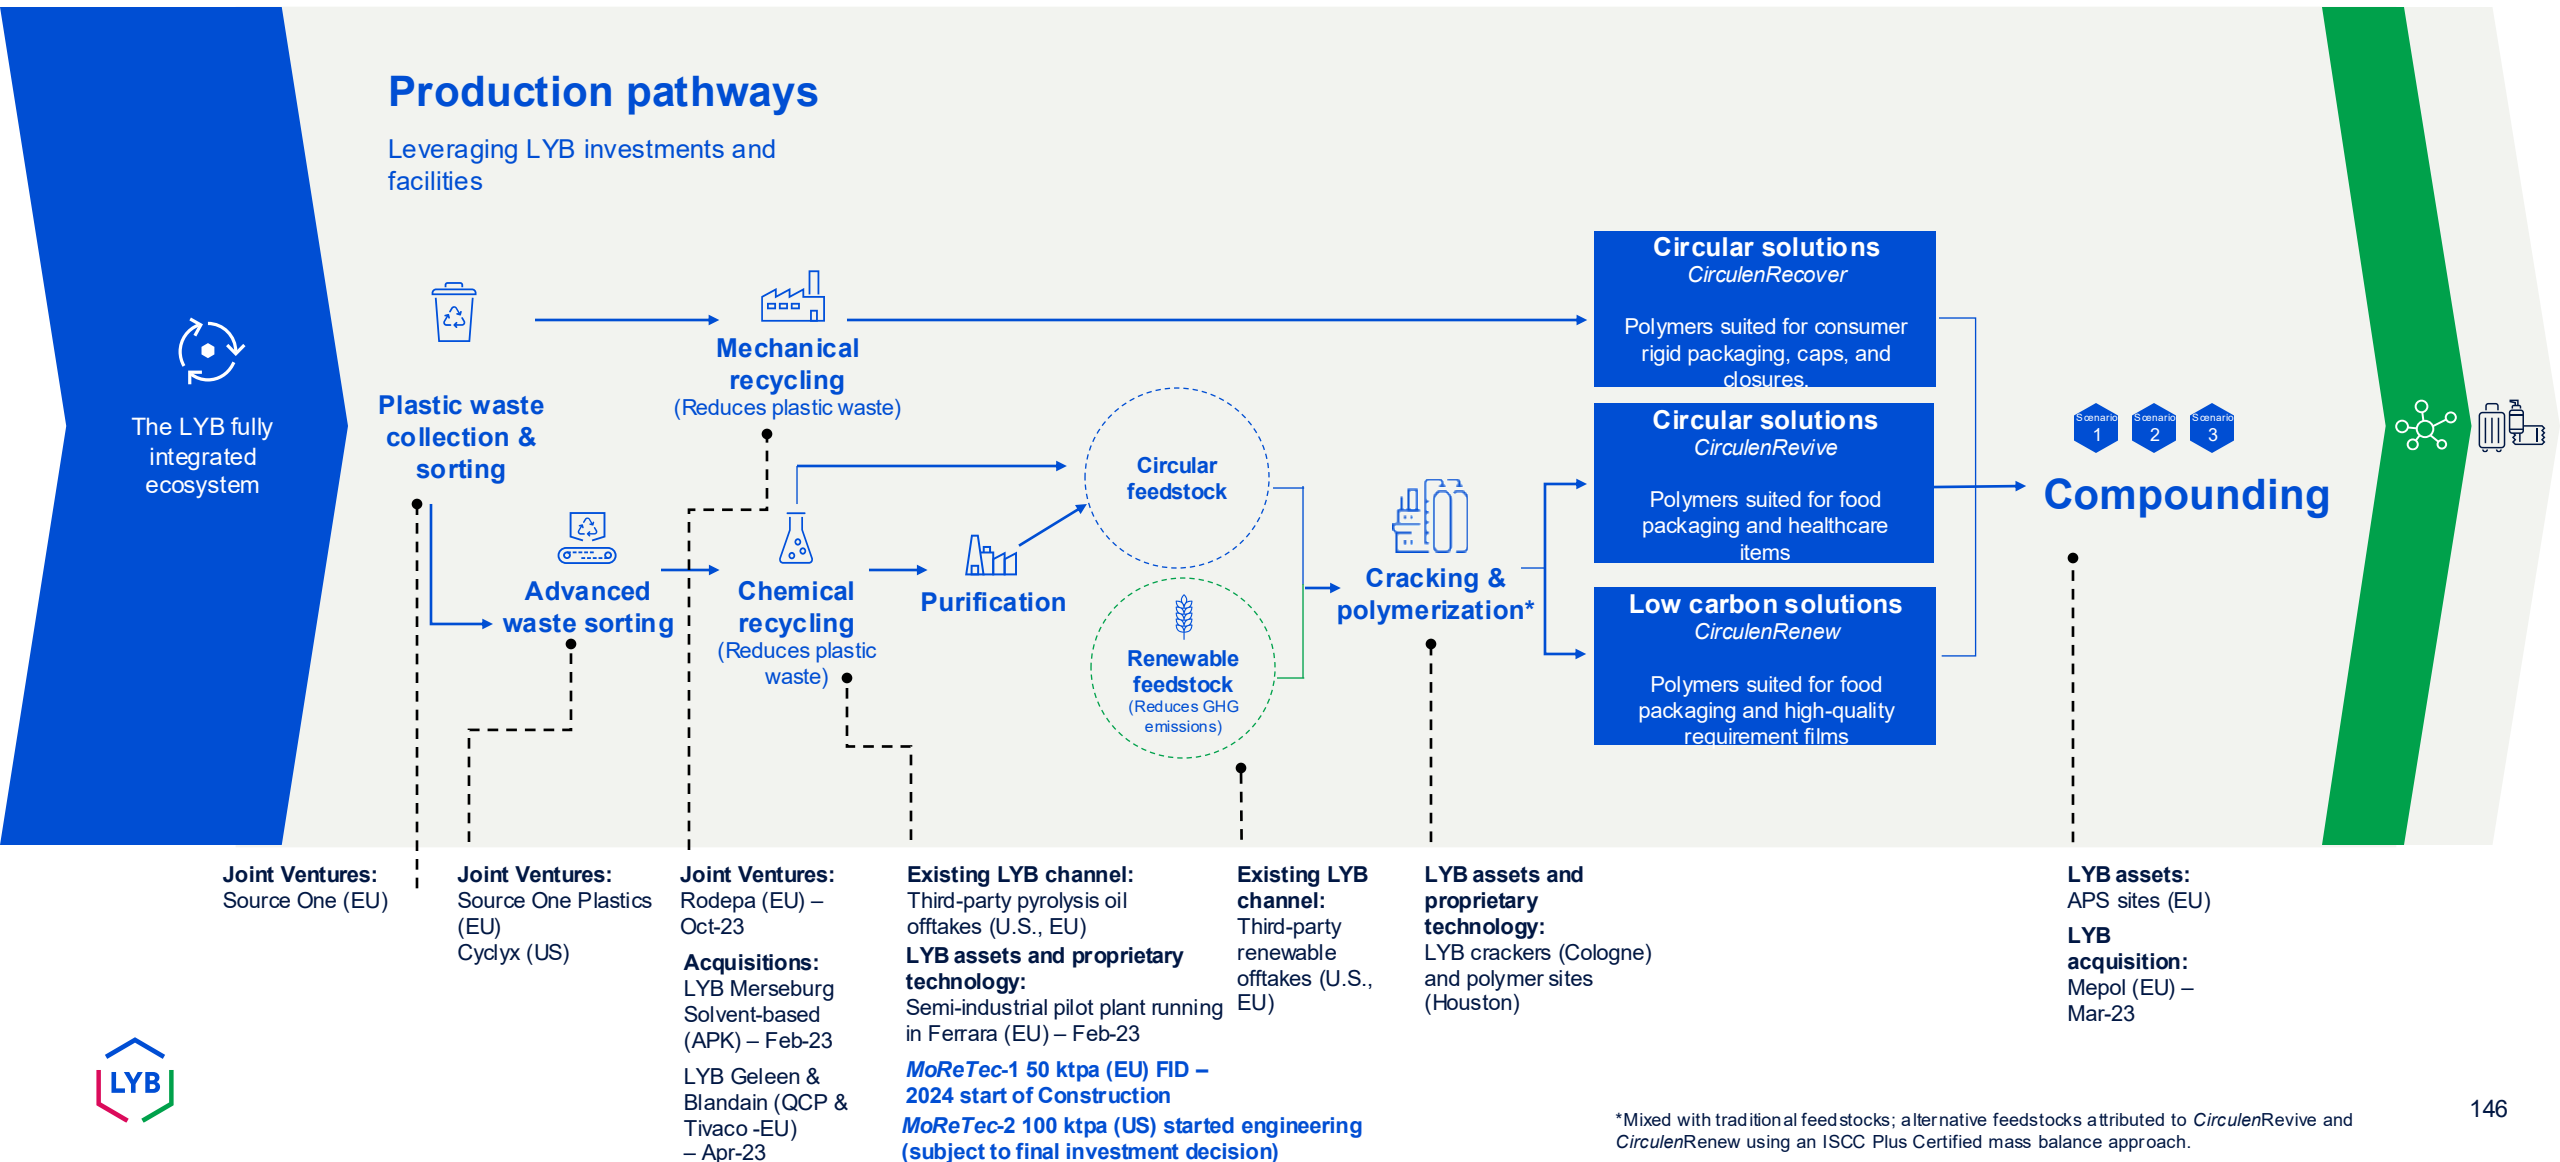 Production pathways
Leveraging LYB investments and
facilities
The LYB fully
integrated
ecosystem
Plastic waste
collection &
sorting
Mechanical
recycling
(Reduces plastic waste)
Advanced
waste sorting
Chemical
recycling
(Reduces plastic
waste)
Purification
Circular
feedstock
Renewable
feedstock
(Reduces GHG
emissions)
Cracking &
polymerization*
Circular solutions
CirculenRecover
Polymers suited for consumer
rigid packaging, caps, and
closures.
Circular solutions
CirculenRevive
Polymers suited for food
packaging and healthcare
items
Low carbon solutions
CirculenRenew
Polymers suited for food
packaging and high-quality
requirement films
Scenario
1
Scenario
2
Scenario
3
Compounding
Joint Ventures:
Source One (EU)
Joint Ventures:
Source One Plastics
(EU)
Cyclyx (US)
Joint Ventures:
Rodepa (EU) –
Oct-23
Acquisitions:
LYB Merseburg
Solvent-based
(APK) – Feb-23
LYB Geleen &
Blandain (QCP &
Tivaco -EU)
– Apr-23
Existing LYB channel:
Third-party pyrolysis oil
offtakes (U.S., EU)
LYB assets and proprietary
technology:
Semi-industrial pilot plant running
in Ferrara (EU) – Feb-23
MoReTec-1 50 ktpa (EU) FID –
2024 start of Construction
MoReTec-2 100 ktpa (US) started engineering
(subject to final investment decision)
Existing LYB
channel:
Third-party
renewable
offtakes (U.S.,
EU)
LYB assets and
proprietary
technology:
LYB crackers (Cologne)
and polymer sites
(Houston)
LYB assets:
APS sites (EU)
LYB
acquisition:
Mepol (EU) –
Mar-23
LYB
*Mixed with traditional feedstocks; alternative feedstocks attributed to CirculenRevive and
CirculenRenew using an ISCC Plus Certified mass balance approach.
146